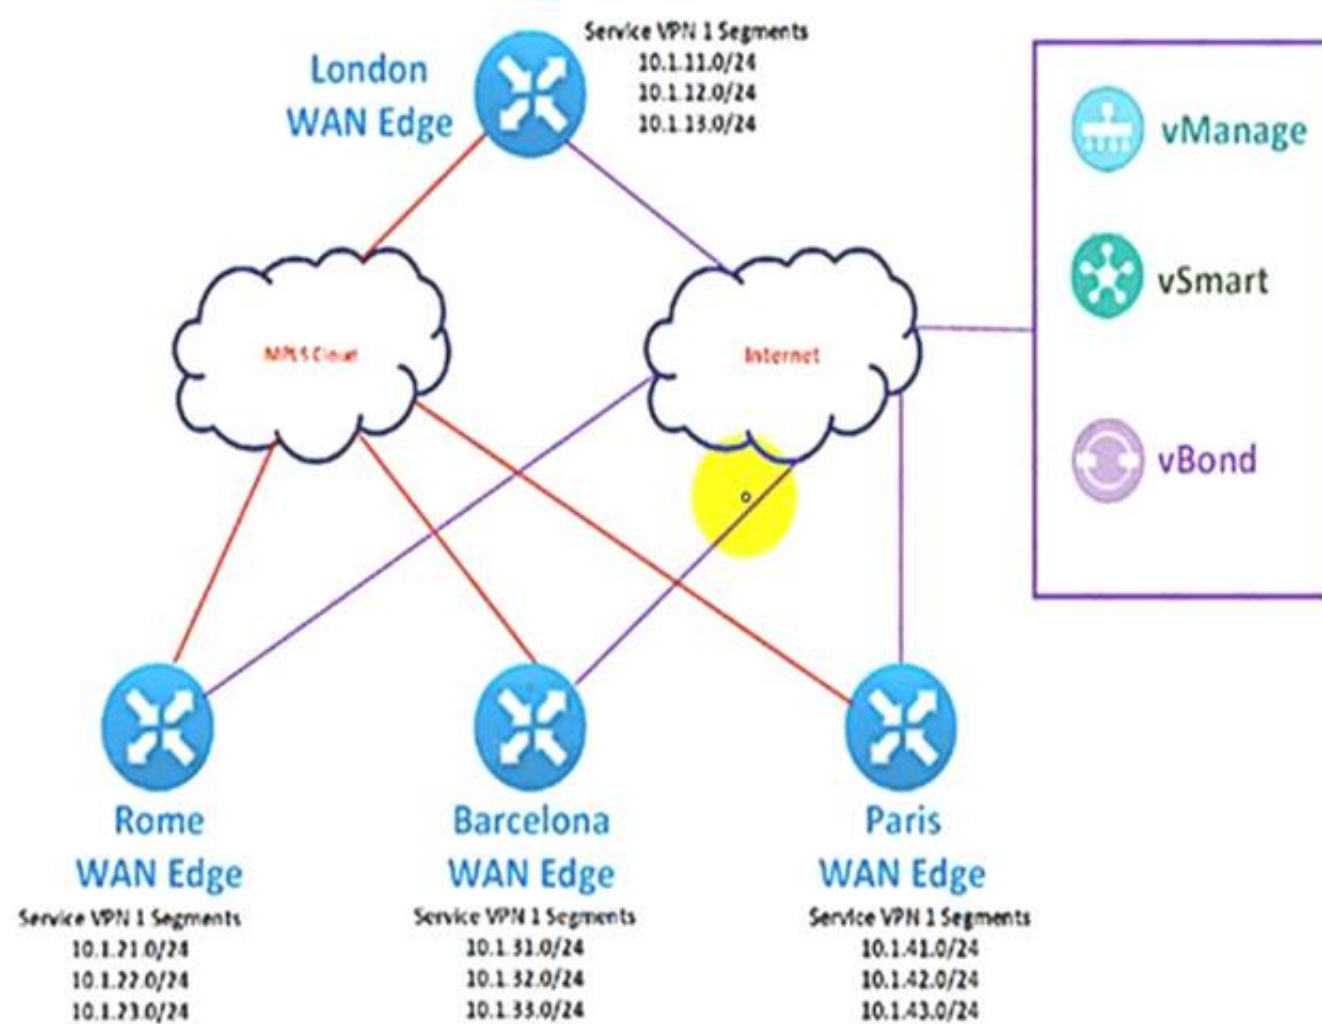 Service VPN 1 Segments
10.1.11.0/24
10.1.12.0/24
10.1.13.0/24
London
WAN Edge
vManage
vSmart
vBond
MPLS Cloud
Internet
Rome
WAN Edge
Service VPN 1 Segments
10.1.21.0/24
10.1.22.0/24
10.1.23.0/24
Barcelona
WAN Edge
Service VPN 1 Segments
10.1.31.0/24
10.1.32.0/24
10.1.33.0/24
Paris
WAN Edge
Service VPN 1 Segments
10.1.41.0/24
10.1.42.0/24
10.1.43.0/24